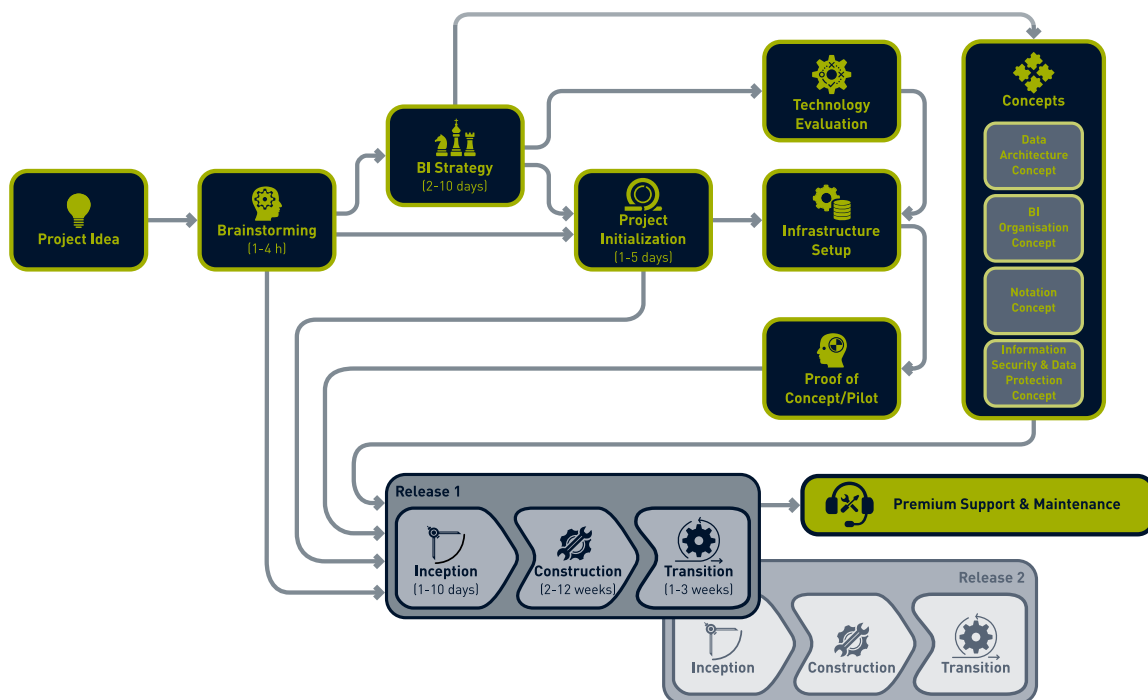 Project Idea
Brainstorming
(1-4 h)
BI Strategy
(2-10 days)
Project
Initialization
(1-5 days)
Technology
Evaluation
Infrastructure
Setup
Proof of
Concept/Pilot
Concepts
Data
Architecture
Concept
BI
Organisation
Concept
Notation
Concept
Information
Security & Data
Protection
Concept
Release 1
Inception
(1-10 days)
Construction
(2-12 weeks)
Transition
(1-3 weeks)
Premium Support & Maintenance
Release 2
Inception
Construction
Transition